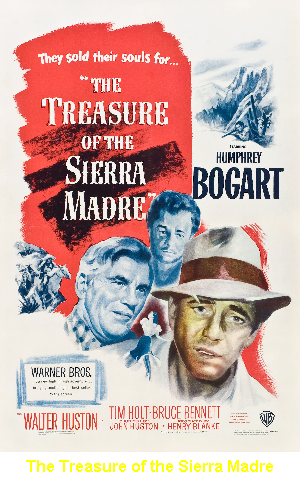 They sold their souls for...
"THE
TREASURE
OF THE
SIERRA
MADRE"
STARRING
HUMPHREY
BOGART
WARNER BROS.
WALTER HUSTON
TIM HOLT·BRUCE BENNETT
JOHN HUSTON
HENRY BLANKE
The Treasure of the Sierra Madre